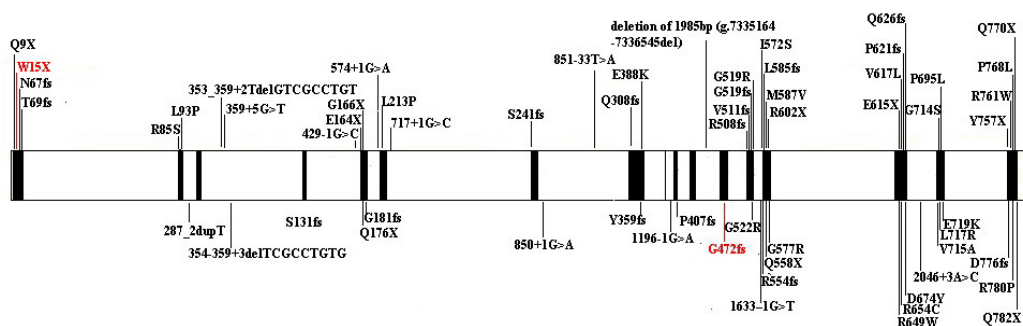 Q9X
W15X
N67fs
T69fs
R85S
L93P
353_359+2TdelGTCGCCTGT
359+5G>T
574+1G>A
G166X
E164X
429-1G>C
L213P
717+1G>C
S241fs
851-33T>A
deletion of 1985bp (g.7335164
-7336545del)
E388K
Q308fs
G519R
G519fs
V511fs
R508fs
I572S
L585fs
M587V
R602X
Q626fs
P621fs
V617L
E615X
P695L
G714S
Q770X
P768L
R761W
Y757X
287_2dupT
354-359+3delTCGCCTGTG
S131fs
G181fs
Q176X
850+1G>A
Y359fs
1196-1G>A
P407fs
G472fs
G522R
G577R
Q558X
R554fs
1633-1G>T
E719K
L717R
V715A
2046+3A>C
D674Y
R654C
R649W
D776fs
R780P
Q782X